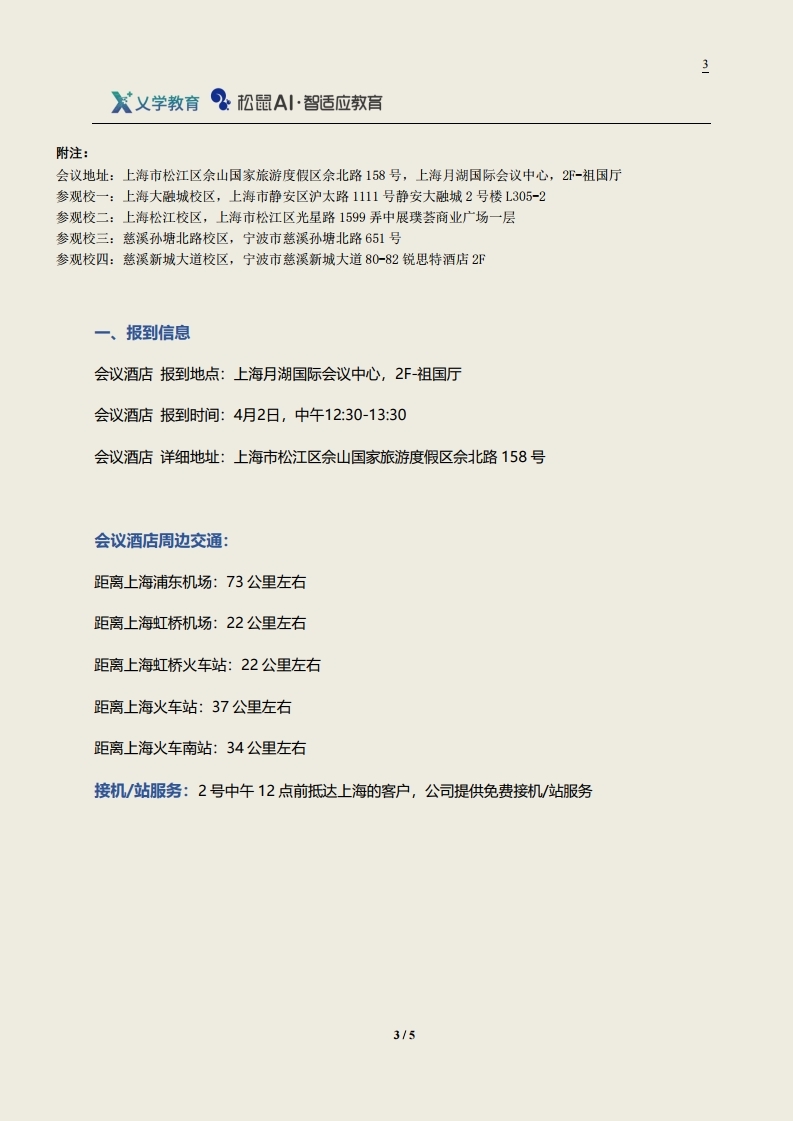 3
乂学教育 松鼠AI·智适应教育
附注：
会议地址：上海市松江区佘山国家旅游度假区佘北路 158 号，上海月湖国际会议中心，2F-祖国厅
参观校一：上海大融城校区，上海市静安区沪太路 1111 号静安大融城 2 号楼 L305-2
参观校二：上海松江校区，上海市松江区光星路 1599 弄中展璞荟商业广场一层
参观校三：慈溪孙塘北路校区，宁波市慈溪孙塘北路 651 号
参观校四：慈溪新城大道校区，宁波市慈溪新城大道 80-82 锐思特酒店 2F
一、报到信息
会议酒店 报到地点：上海月湖国际会议中心，2F-祖国厅
会议酒店 报到时间：4月2日，中午12:30-13:30
会议酒店 详细地址：上海市松江区佘山国家旅游度假区佘北路 158 号
会议酒店周边交通：
距离上海浦东机场：73 公里左右
距离上海虹桥机场：22 公里左右
距离上海虹桥火车站：22 公里左右
距离上海火车站：37 公里左右
距离上海火车南站：34 公里左右
接机/站服务：2 号中午 12 点前抵达上海的客户，公司提供免费接机/站服务
3 / 5